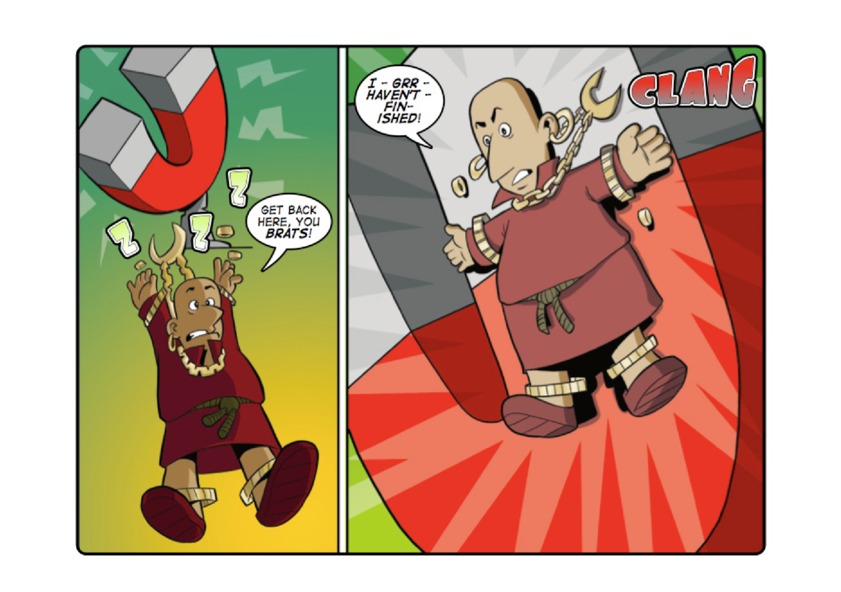 Z
Z
Z
GET BACK
HERE, YOU
BRATS!
I - GRR -
HAVEN'T -
FIN-
ISHED!
CLANG